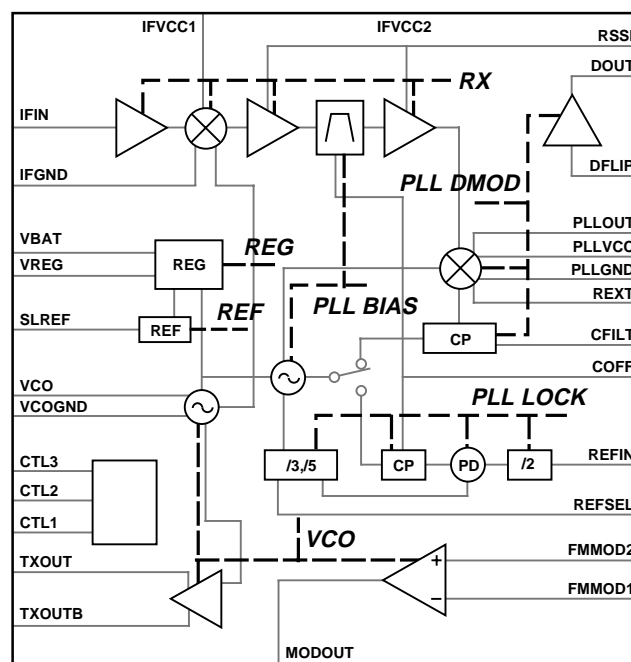 IFVCC1
IFVCC2
RSSI
DOUT
RX
IFIN
IFGND
PLL DMOD
DFLIP
VBAT
VREG
REG
REG
PLLOUT
PLLVCC
PLLGND
REXT
PLL BIAS
SLREF
REF
REF
CP
CFILT
COFF
VCO
VCOGND
PLL LOCK
CTL3
CTL2
CTL1
/3,/5
CP
PD
/2
REFIN
REFSEL
VCO
TXOUT
TXOUTB
+
−
FMMOD2
FMMOD1
MODOUT